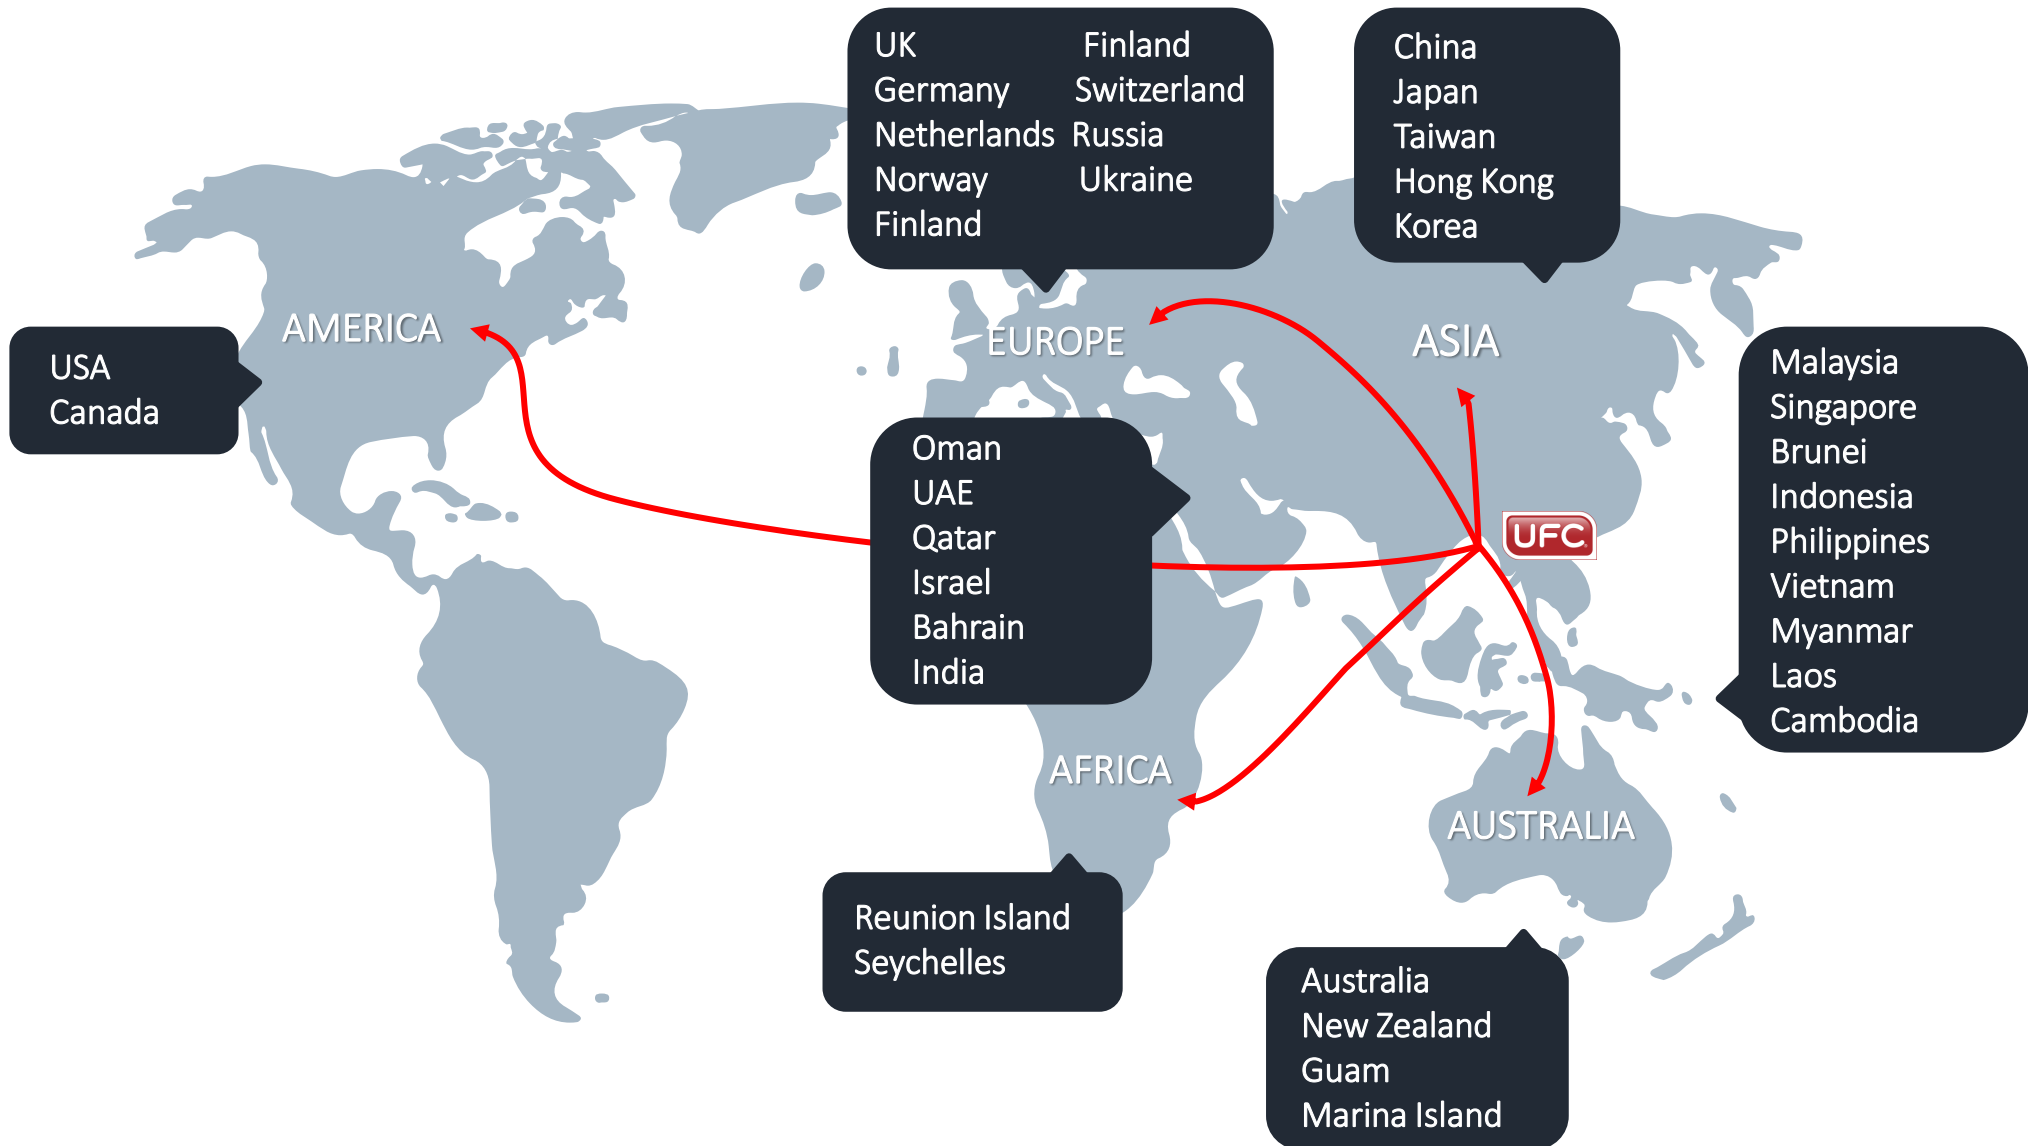 UK Finland
Germany Switzerland
Netherlands Russia
Norway Ukraine
Finland
China
Japan
Taiwan
Hong Kong
Korea
AMERICA
EUROPE
ASIA
USA
Canada
Malaysia
Singapore
Brunei
Indonesia
Philippines
Vietnam
Myanmar
Laos
Cambodia
Oman
UAE
Qatar
Israel
Bahrain
India
UFC
AFRICA
AUSTRALIA
Reunion Island
Seychelles
Australia
New Zealand
Guam
Marina Island